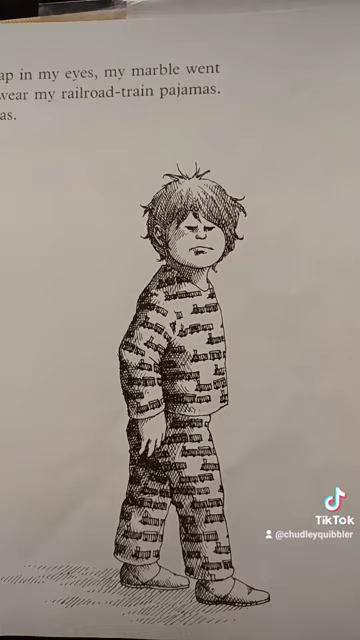 ap in my eyes, my marble went
wear my railroad-train pajamas.
as.
TikTok
@chudleyquibbler